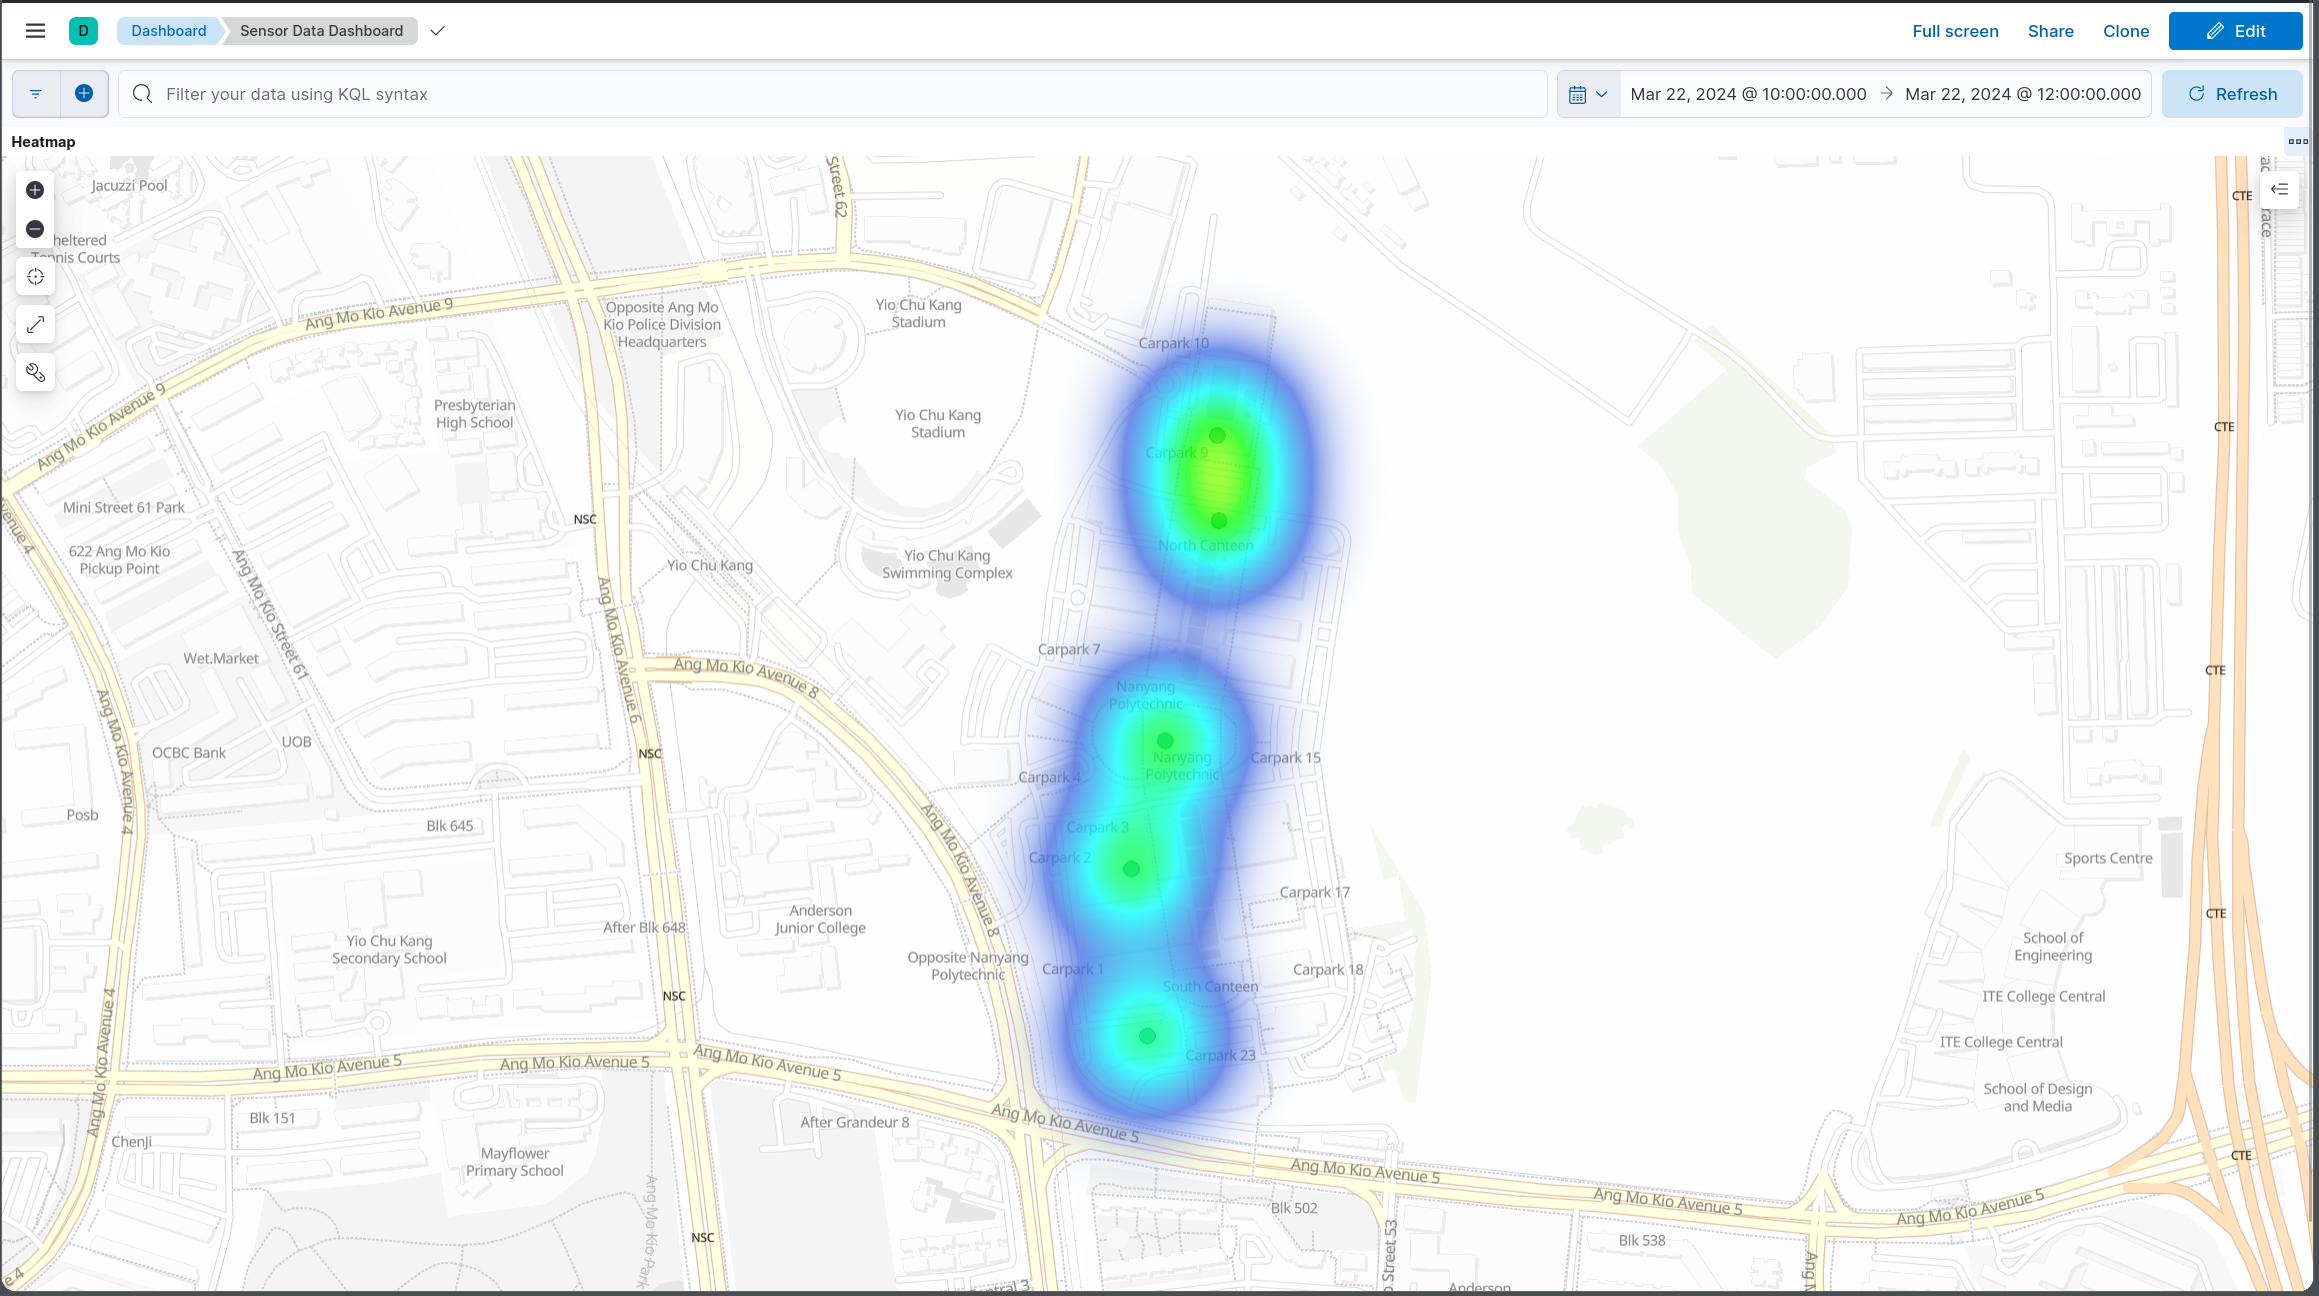 D Dashboard Sensor Data Dashboard Full screen Share Clone Edit
Filter your data using KQL syntax Mar 22, 2024 @ 10:00:00.000 → Mar 22, 2024 @ 12:00:00.000 Refresh
Heatmap
Jacuzzi Pool
Street 62
CTE
Tennis Courts
Ang Mo Kio Avenue 9
Opposite Ang Mo
Kio Police Division
Headquarters
Yio Chu Kang
Stadium
Carpark 10
Ang Mo Kio Avenue 9
Presbyterian
High School
Yio Chu Kang
Stadium
CTE
Carpark 9
Mini Street 61 Park
NSC
622 Ang Mo Kio
Pickup Point
Ang Mo Kio Street 61
Yio Chu Kang
Yio Chu Kang
Swimming Complex
North Canteen
Ang Mo Kio Avenue 6
Wet.Market
Ang Mo Kio Avenue 8
Carpark 7
CTE
Nanyang
Polytechnic
Ang Mo Kio Avenue 4
OCBC Bank
UOB
NSC
Nanyang
Polytechnic
Carpark 15
Carpark 4
Posb
Blk 645
Ang Mo Kio Avenue 8
Carpark 3
Carpark 2
Sports Centre
Carpark 17
Anderson
Junior College
After Blk 648
CTE
Yio Chu Kang
Secondary School
Opposite Nanyang
Polytechnic
Carpark 1
Carpark 18
School of
Engineering
South Canteen
NSC
ITE College Central
Ang Mo Kio Avenue 4
Ang Mo Kio Avenue 5
Ang Mo Kio Avenue 5
Ang Mo Kio Avenue 5
Carpark 23
ITE College Central
School of Design
and Media
Blk 151
After Grandeur 8
Ang Mo Kio Avenue 5
ChenJi
Mayflower
Primary School
CTE
Ang Mo Kio Avenue 5
Ang Mo Kio Avenue 5
Ang Mo Kio Avenue 5
Ang Mo Kio Park
Blk 502
NSC
Street 53
Blk 538
Anderson